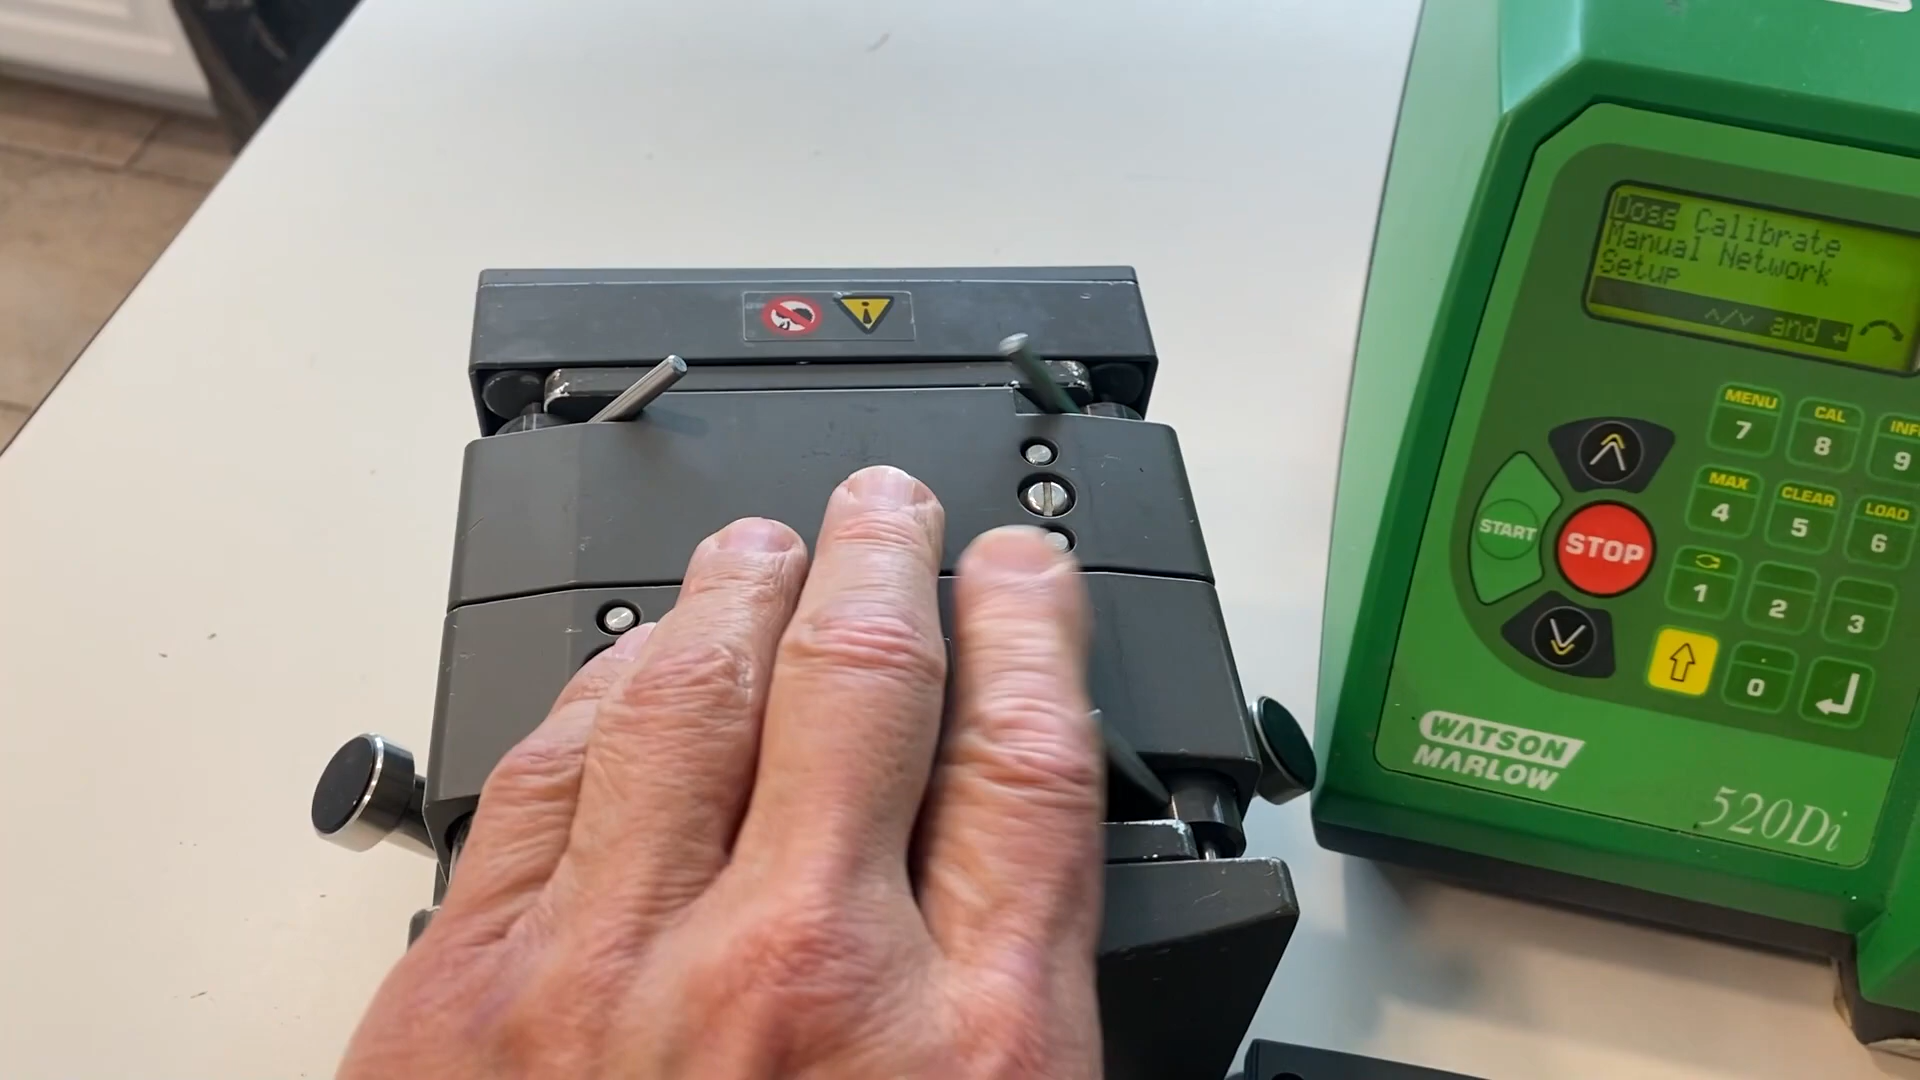 Dose Calibrate
Manual Network
Setup
^/v and ↵
MENU
7
CAL
8
9
MAX
4
CLEAR
5
LOAD
6
START
STOP
1
2
3
0
WATSON
MARLOW
520Di